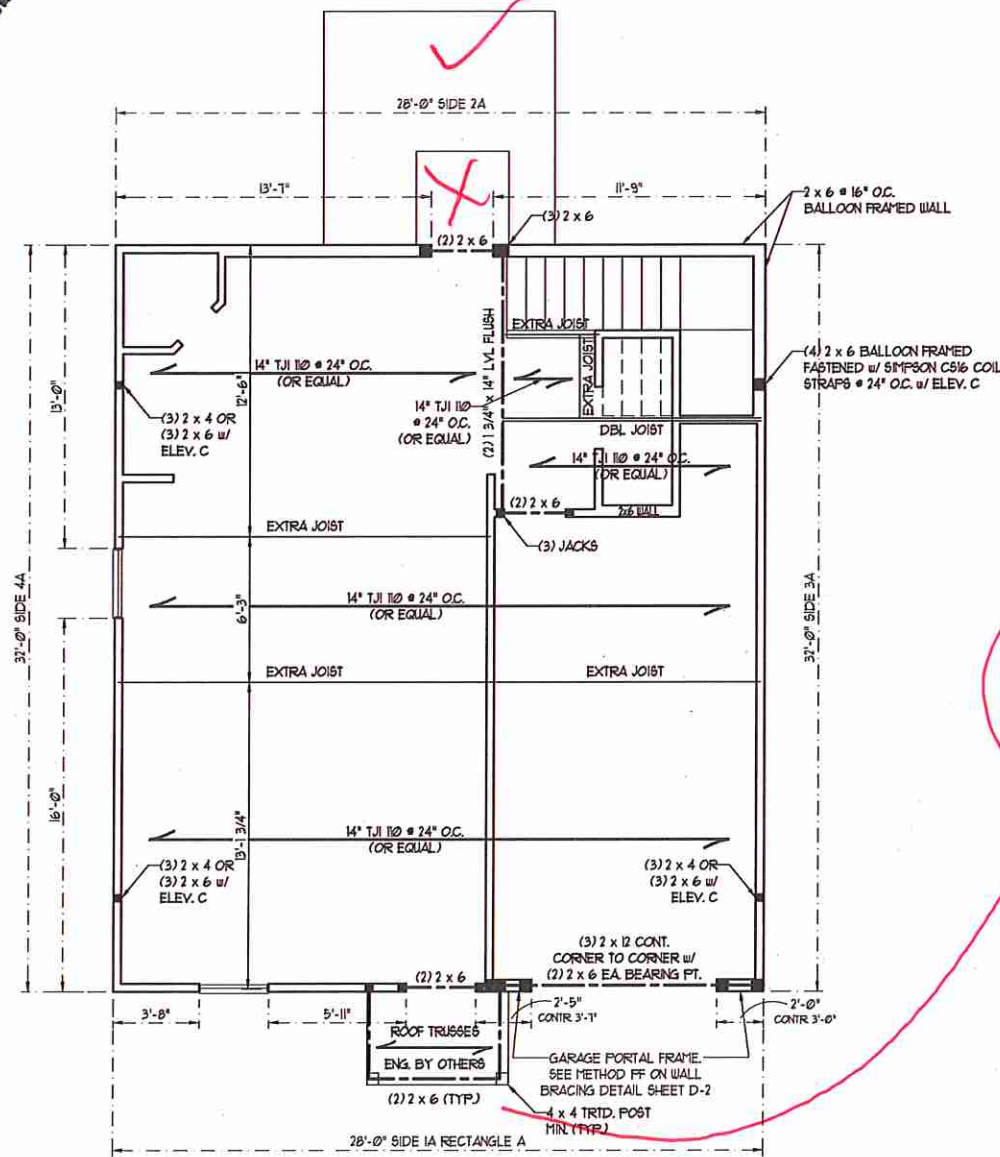 28'-0" SIDE 2A
13'-7"
11'-9"
2 x 6 @ 16" O.C.
BALLOON FRAMED WALL
(3) 2 x 6
(2) 2 x 6
EXTRA JOIST
14" TJI 110 @ 24" O.C.
(OR EQUAL)
12'-6"
13'-0"
(2) 1 3/4" x 14" LVL FLUSH
EXTRA JOIST
14" TJI 110
@ 24" O.C.
(OR EQUAL)
(4) 2 x 6 BALLOON FRAMED
FASTENED w/ SIMPSON CS16 COIL
STRAPS @ 24" O.C. w/ ELEV. C
(3) 2 x 4 OR
(3) 2 x 6 w/
ELEV. C
DBL JOIST
14" TJI 110 @ 24" O.C.
(OR EQUAL)
(2) 2 x 6
2x6 WALL
EXTRA JOIST
(3) JACKS
32'-0" SIDE 4A
32'-0" SIDE 3A
14" TJI 110 @ 24" O.C.
(OR EQUAL)
6'-3"
EXTRA JOIST
EXTRA JOIST
16'-0"
14" TJI 110 @ 24" O.C.
(OR EQUAL)
13'-1 3/4"
(3) 2 x 4 OR
(3) 2 x 6 w/
ELEV. C
(3) 2 x 4 OR
(3) 2 x 6 w/
ELEV. C
(3) 2 x 12 CONT.
CORNER TO CORNER w/
(2) 2 x 6 EA. BEARING PT.
(2) 2 x 6
3'-8"
5'-11"
2'-5"
CONTR 3'-7"
2'-0"
CONTR 3'-0"
ROOF TRUSSES
ENG. BY OTHERS
GARAGE PORTAL FRAME.
SEE METHOD PF ON WALL
BRACING DETAIL SHEET D-2
(2) 2 x 6 (TYP.)
4 x 4 TRTD. POST
MIN. (TYP.)
28'-0" SIDE 1A RECTANGLE A